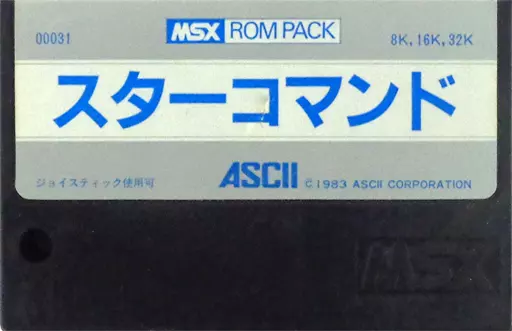 00031 MSX ROM PACK 8K, 16K, 32K
スターコマンド
ジョイスティック使用可 ASCII ©1983 ASCII CORPORATION
MSX